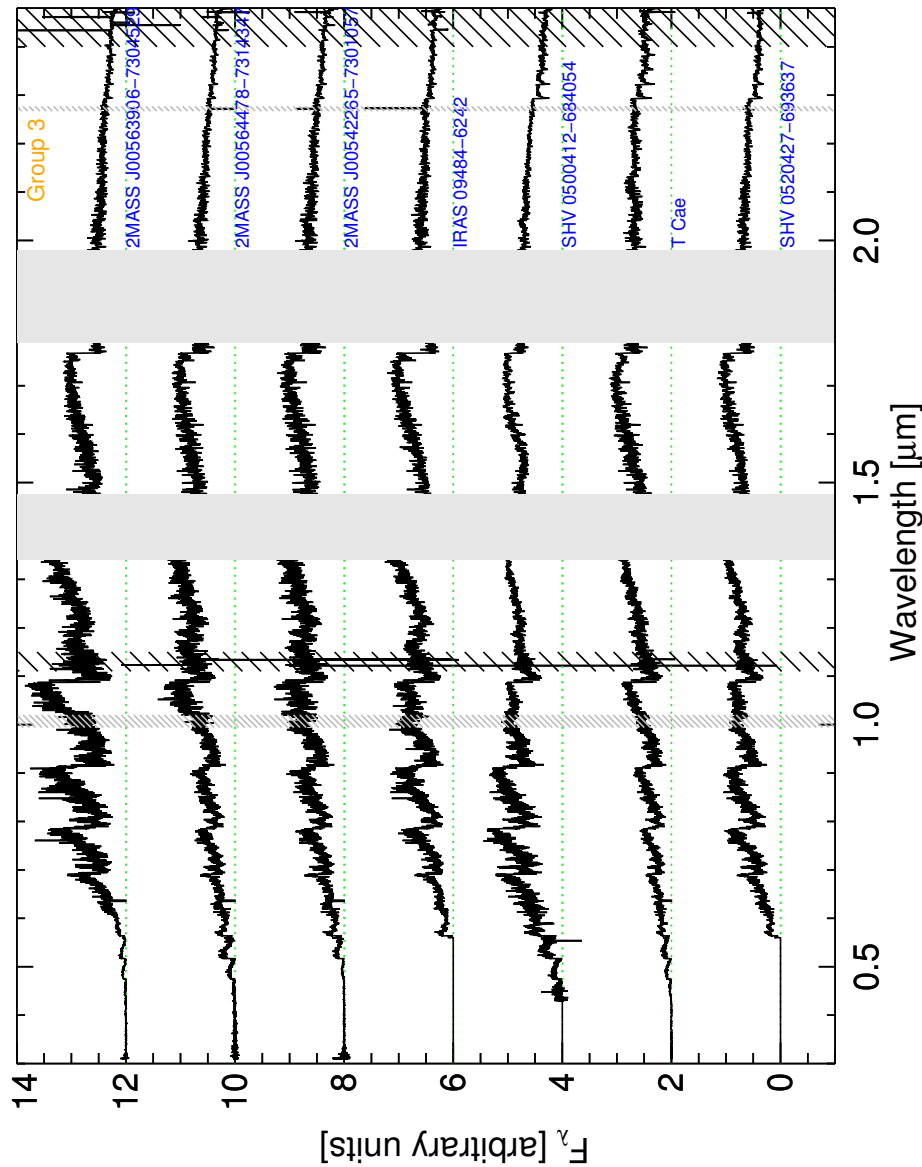 Group 3
2MASS J00563906-7304529
2MASS J00564478-7314347
2MASS J00542265-7301057
IRAS 09484-6242
SHV 0500412-684054
T Cae
SHV 0520427-693637
14
12
10
8
6
4
2
0
F λ [arbitrary units]
0.5
1.0
1.5
2.0
Wavelength [μm]